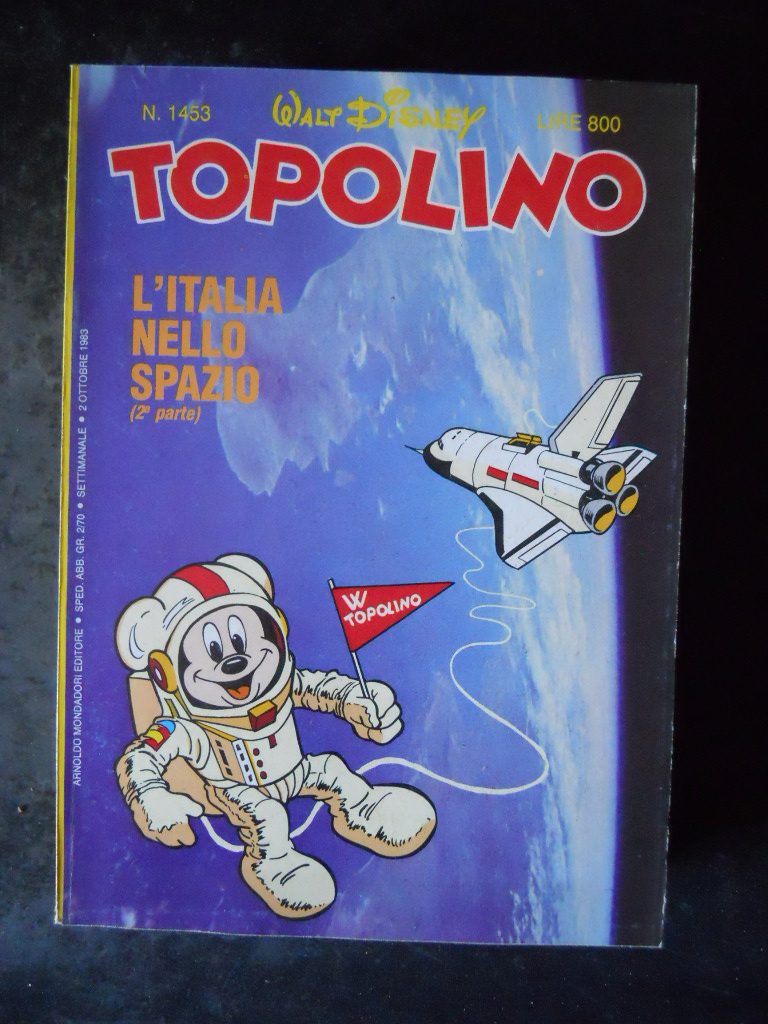 N. 1453
WALT DISNEY
LIRE 800
TOPOLINO
L'ITALIA
NELLO
SPAZIO
(2ª parte)
W
TOPOLINO
ARNOLDO MONDADORI EDITORE • SPED. ABB. GR. 2/70 • SETTIMANALE • 2 OTTOBRE 1983